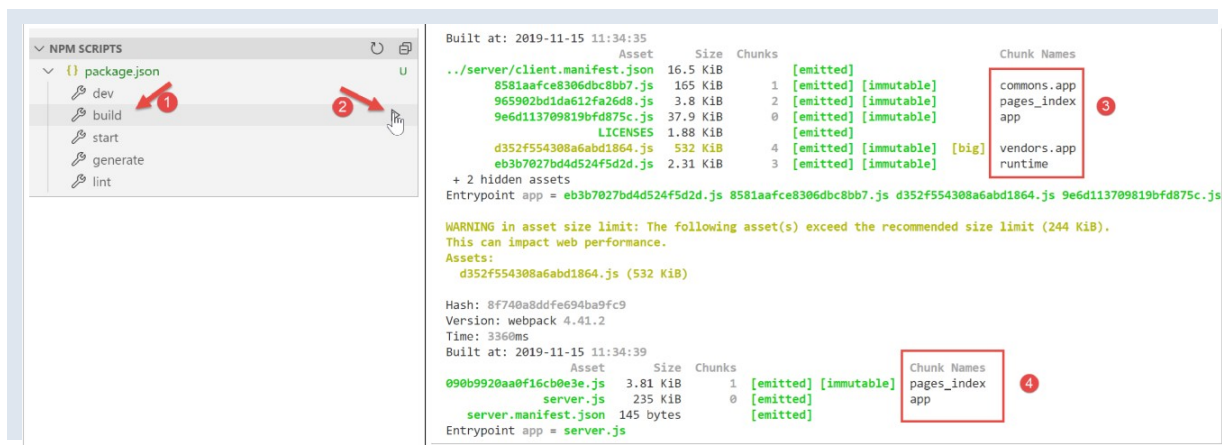 NPM SCRIPTS
{} package.json U
dev
build
start
generate
lint
1
2
Built at: 2019-11-15 11:34:35
Asset Size Chunks Chunk Names
../server/client.manifest.json 16.5 KiB [emitted]
8581aafce8306dbc8bb7.js 165 KiB 1 [emitted] [immutable] commons.app
965902bd1da612fa26d8.js 3.8 KiB 2 [emitted] [immutable] pages_index
9e6d113709819bfd875c.js 37.9 KiB 0 [emitted] [immutable] app
LICENSES 1.88 KiB [emitted]
d352f554308a6abd1864.js 532 KiB 4 [emitted] [immutable] [big] vendors.app
eb3b7027bd4d524f5d2d.js 2.31 KiB 3 [emitted] [immutable] runtime
3
+ 2 hidden assets
Entrypoint app = eb3b7027bd4d524f5d2d.js 8581aafce8306dbc8bb7.js d352f554308a6abd1864.js 9e6d113709819bfd875c.js
WARNING in asset size limit: The following asset(s) exceed the recommended size limit (244 KiB).
This can impact web performance.
Assets:
d352f554308a6abd1864.js (532 KiB)
Hash: 8f740a8ddfe694ba9fc9
Version: webpack 4.41.2
Time: 3360ms
Built at: 2019-11-15 11:34:39
Asset Size Chunks Chunk Names
090b9920aa0f16cb0e3e.js 3.81 KiB 1 [emitted] [immutable] pages_index
server.js 235 KiB 0 [emitted] app
server.manifest.json 145 bytes [emitted]
4
Entrypoint app = server.js